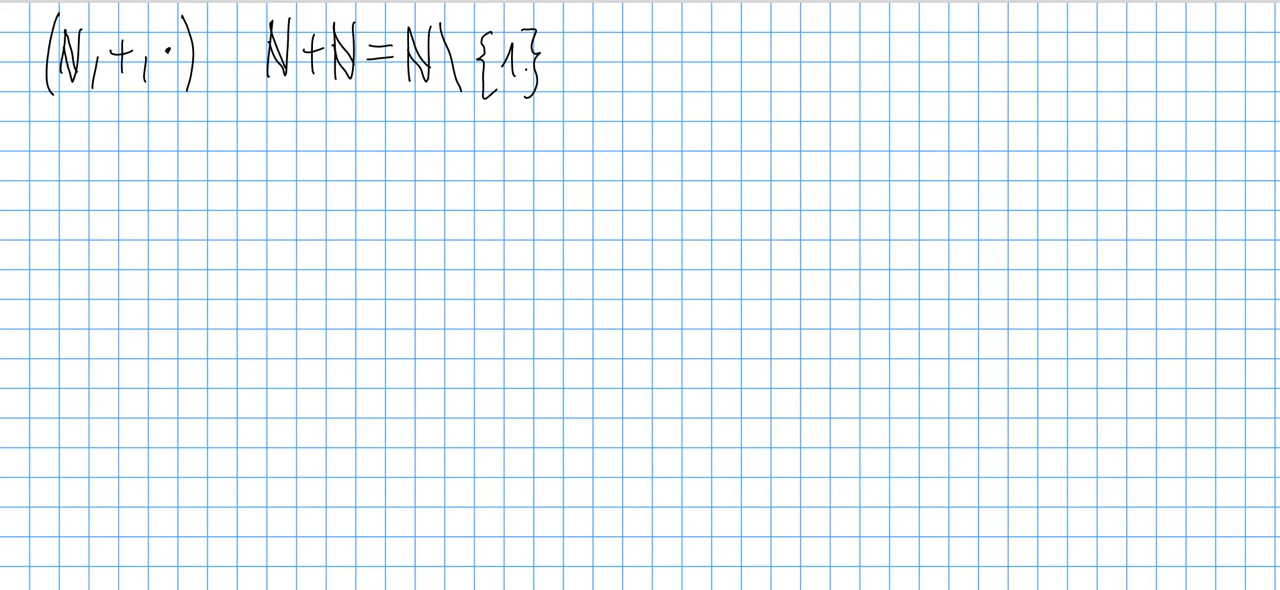 (ℕ, +, ·) ℕ + ℕ = ℕ \ {1}